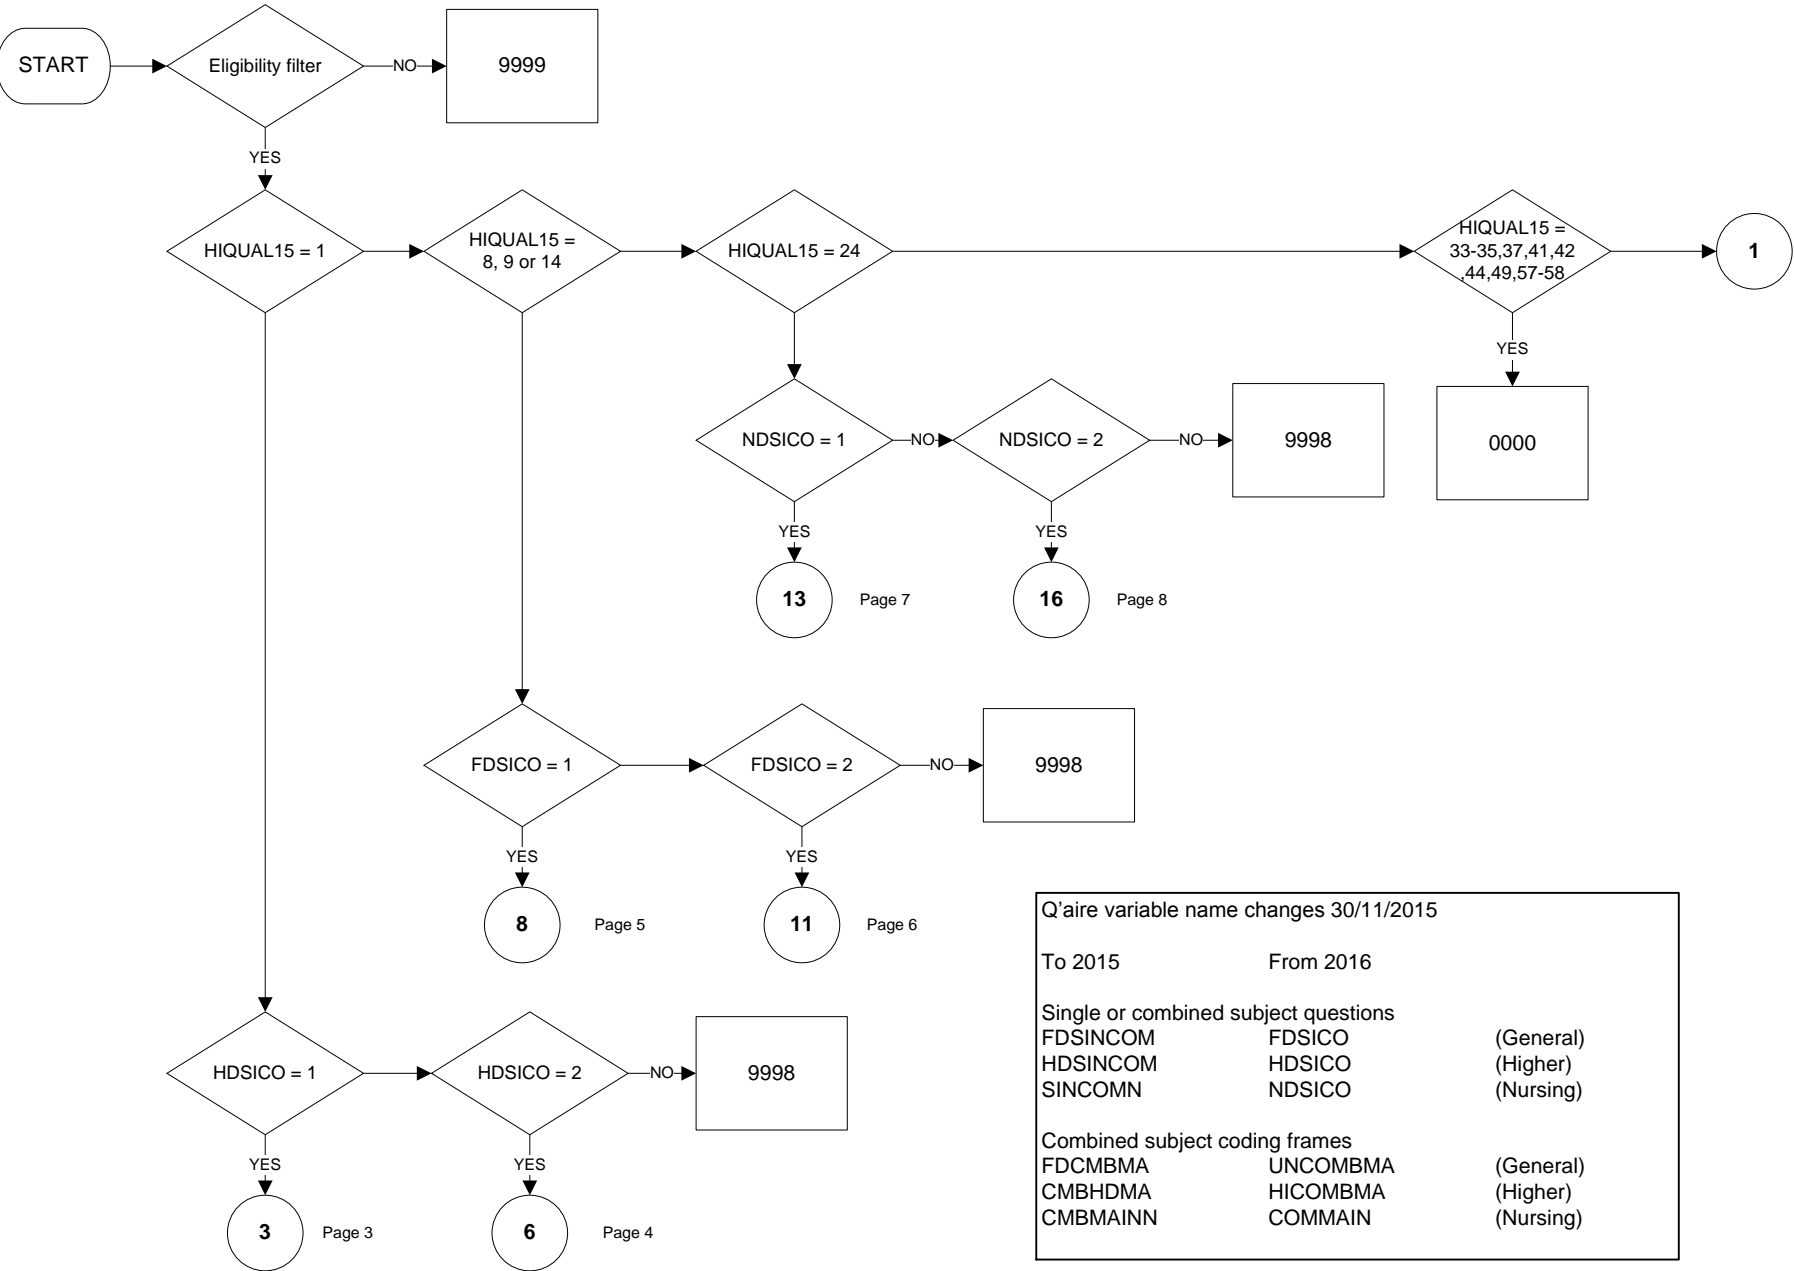 START
Eligibility filter
NO
9999
YES
HIQUAL15 = 1
HIQUAL15 =
8, 9 or 14
HIQUAL15 = 24
HIQUAL15 =
33-35,37,41,42
,44,49,57-58
1
YES
0000
NDSICO = 1
NO
NDSICO = 2
NO
9998
YES
YES
13
Page 7
16
Page 8
FDSICO = 1
FDSICO = 2
NO
9998
YES
YES
8
Page 5
11
Page 6
HDSICO = 1
HDSICO = 2
NO
9998
YES
YES
3
Page 3
6
Page 4
Q'aire variable name changes 30/11/2015
To 2015 From 2016
Single or combined subject questions
FDSINCOM FDSICO (General)
HDSINCOM HDSICO (Higher)
SINCOMN NDSICO (Nursing)
Combined subject coding frames
FDCMBMA UNCOMBMA (General)
CMBHDMA HICOMBMA (Higher)
CMBMAINN COMMAIN (Nursing)